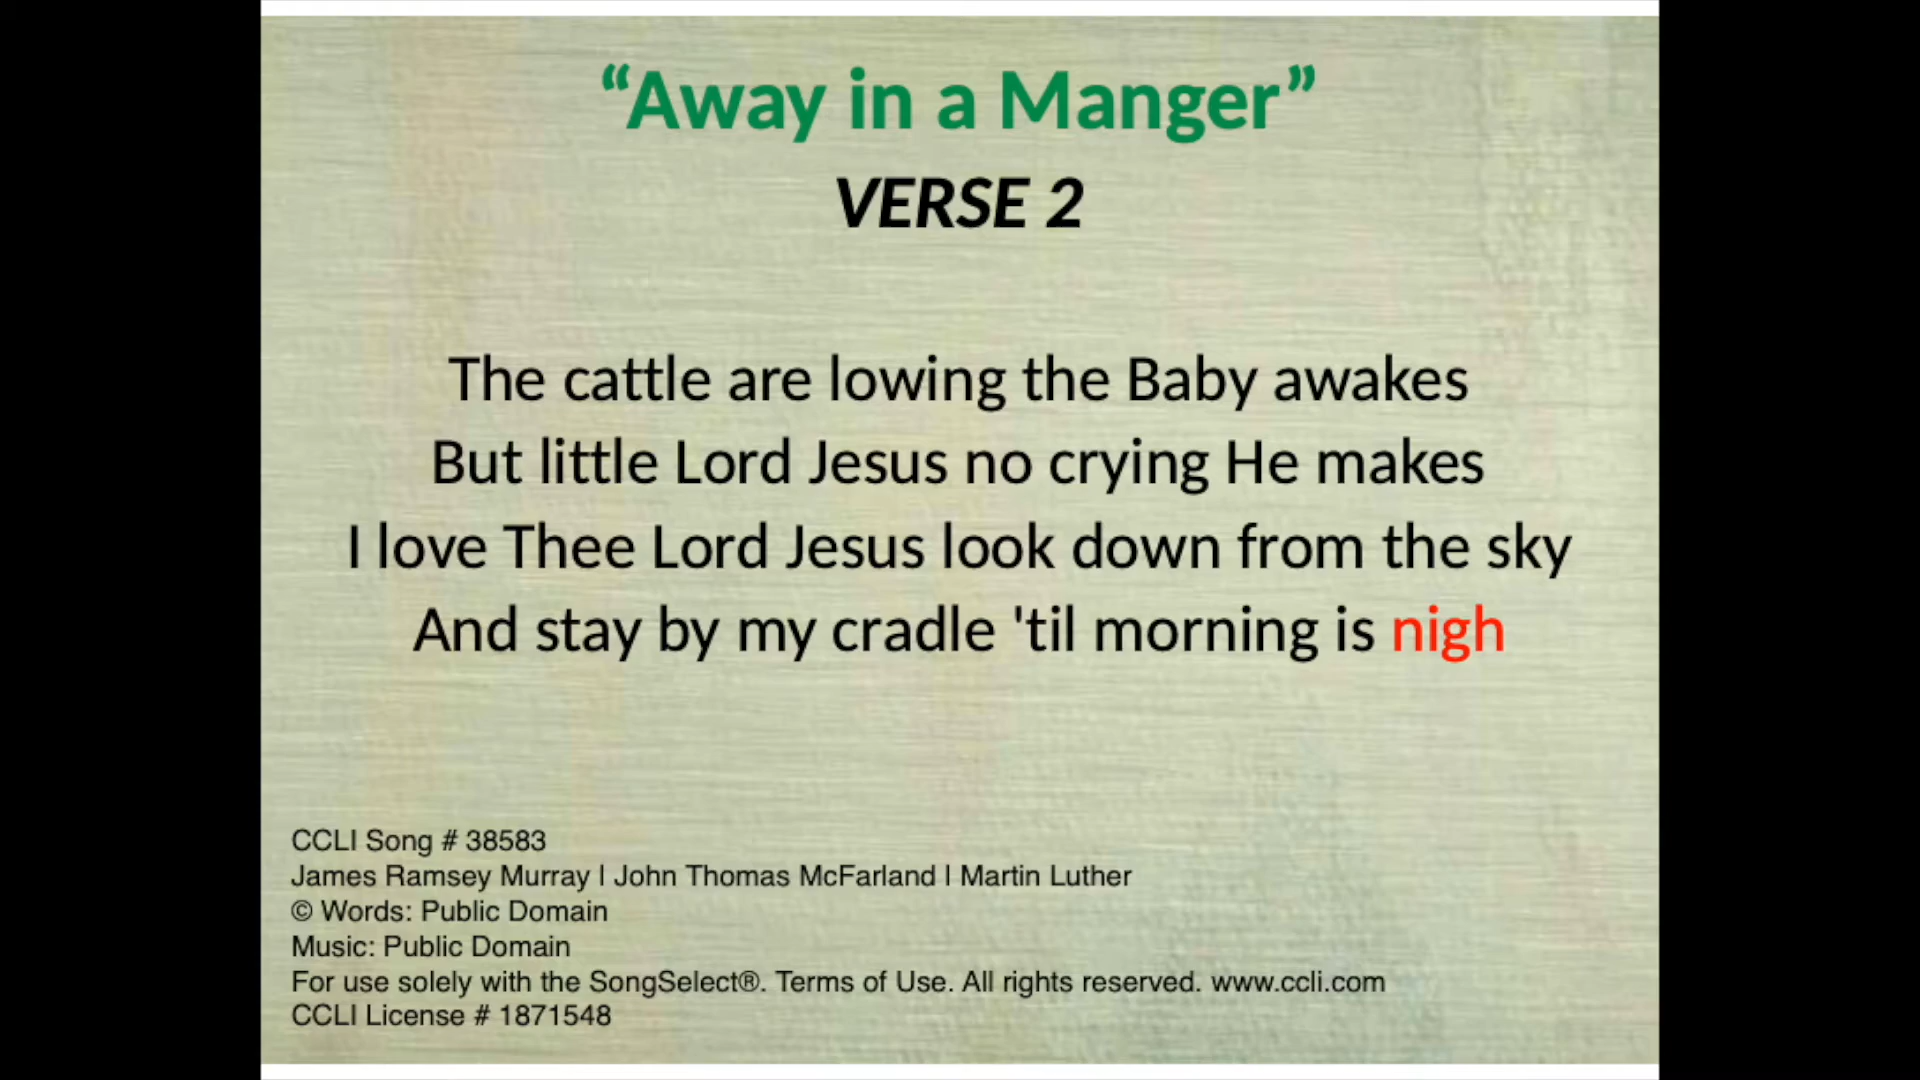 “Away in a Manger”
VERSE 2
The cattle are lowing the Baby awakes
But little Lord Jesus no crying He makes
I love Thee Lord Jesus look down from the sky
And stay by my cradle 'til morning is nigh
CCLI Song # 38583
James Ramsey Murray | John Thomas McFarland | Martin Luther
© Words: Public Domain
Music: Public Domain
For use solely with the SongSelect®. Terms of Use. All rights reserved. www.ccli.com
CCLI License # 1871548